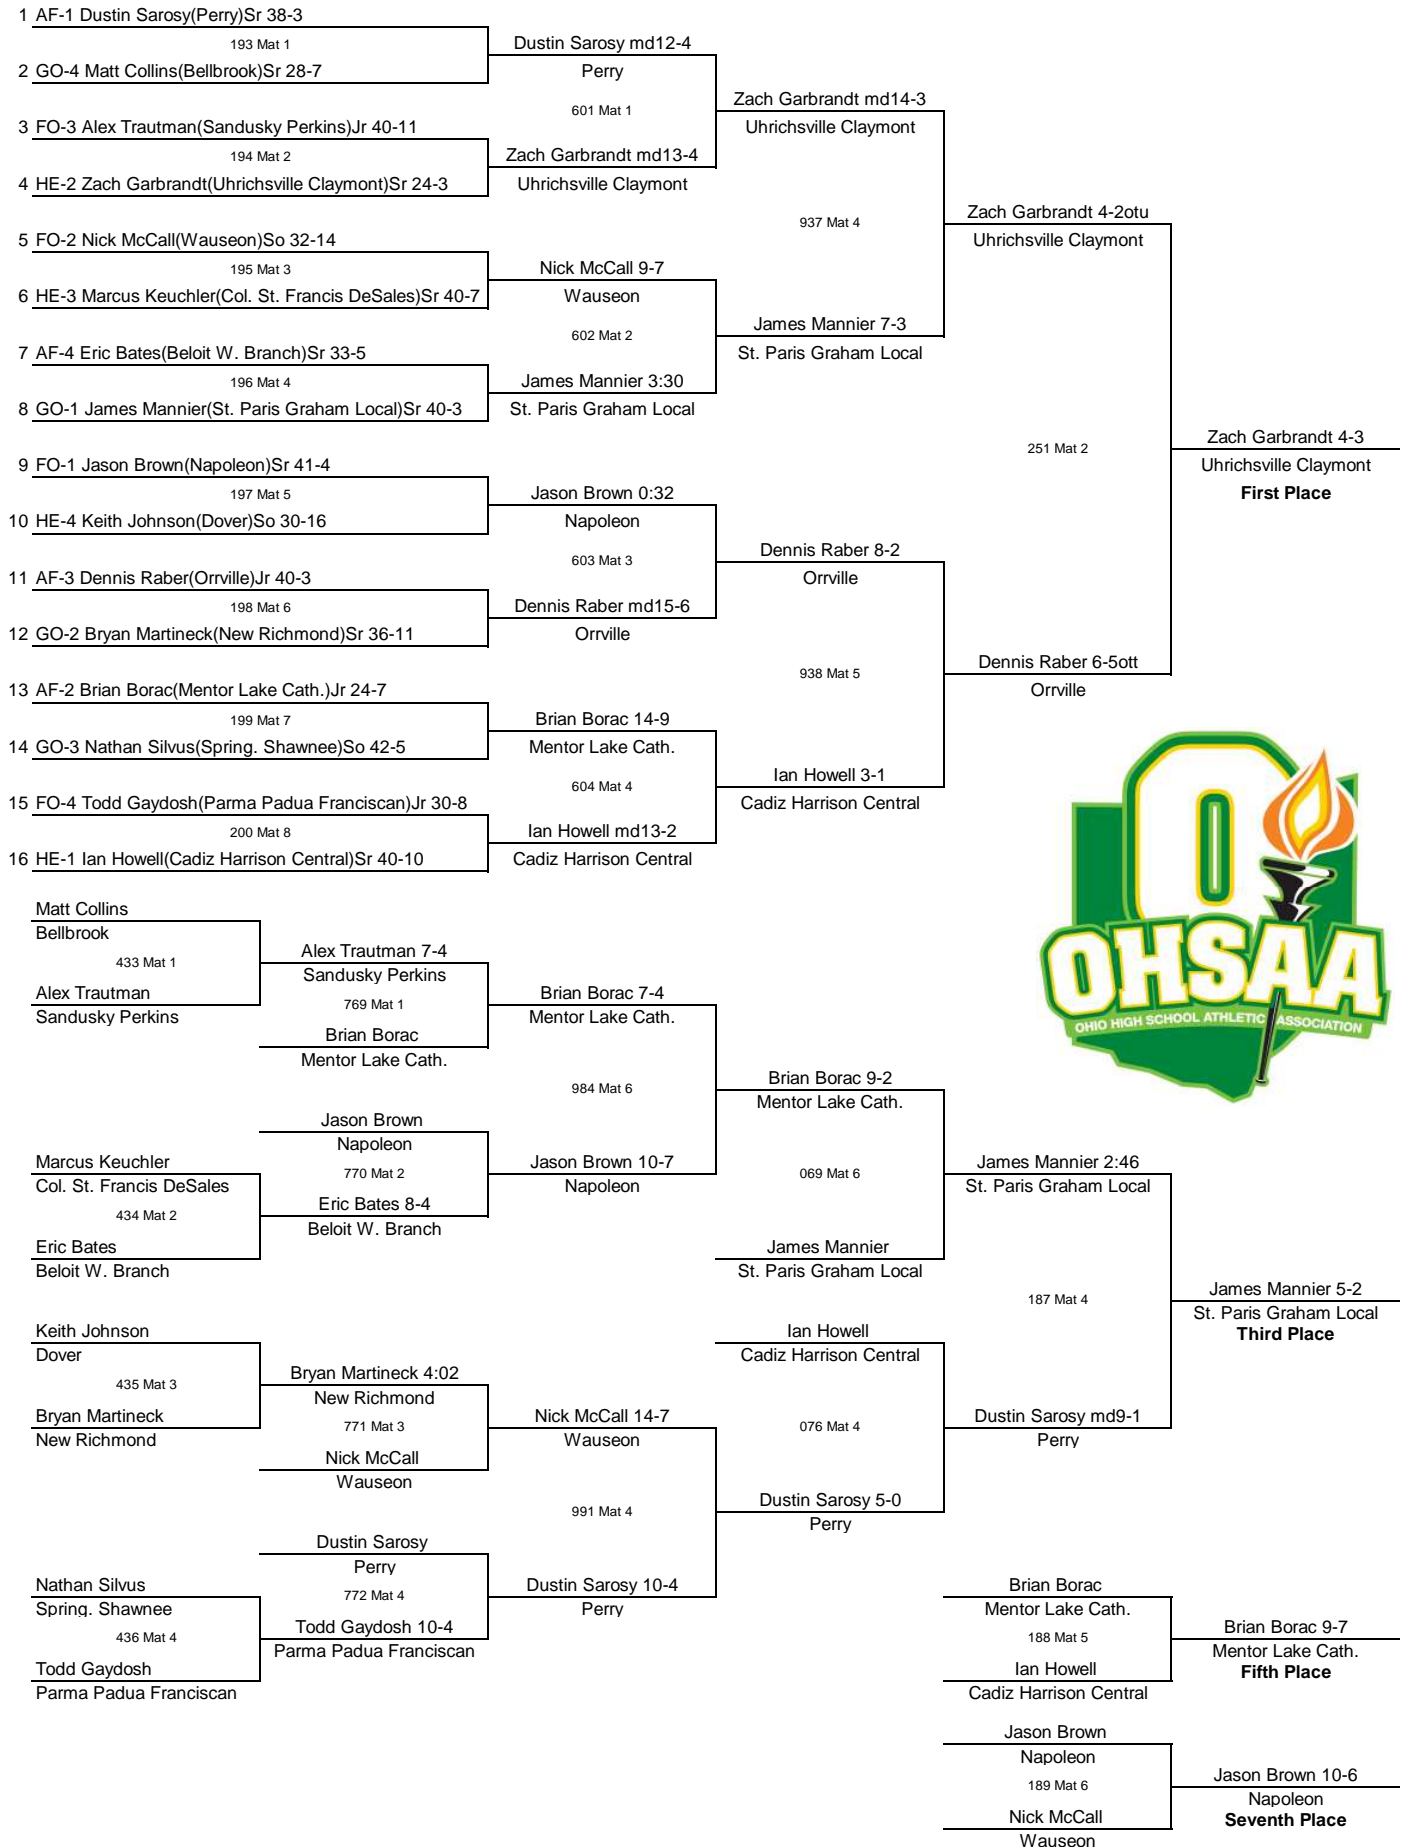 1 AF-1 Dustin Sarosy(Perry)Sr 38-3
193 Mat 1
Dustin Sarosy md12-4
2 GO-4 Matt Collins(Bellbrook)Sr 28-7
Perry
601 Mat 1
Zach Garbrandt md14-3
3 FO-3 Alex Trautman(Sandusky Perkins)Jr 40-11
Uhrichsville Claymont
194 Mat 2
Zach Garbrandt md13-4
4 HE-2 Zach Garbrandt(Uhrichsville Claymont)Sr 24-3
Uhrichsville Claymont
937 Mat 4
Zach Garbrandt 4-2otu
5 FO-2 Nick McCall(Wauseon)So 32-14
Uhrichsville Claymont
195 Mat 3
Nick McCall 9-7
6 HE-3 Marcus Keuchler(Col. St. Francis DeSales)Sr 40-7
Wauseon
602 Mat 2
James Mannier 7-3
7 AF-4 Eric Bates(Beloit W. Branch)Sr 33-5
St. Paris Graham Local
196 Mat 4
James Mannier 3:30
8 GO-1 James Mannier(St. Paris Graham Local)Sr 40-3
St. Paris Graham Local
251 Mat 2
Zach Garbrandt 4-3
9 FO-1 Jason Brown(Napoleon)Sr 41-4
Uhrichsville Claymont
197 Mat 5
Jason Brown 0:32
First Place
10 HE-4 Keith Johnson(Dover)So 30-16
Napoleon
603 Mat 3
Dennis Raber 8-2
11 AF-3 Dennis Raber(Orrville)Jr 40-3
Orrville
198 Mat 6
Dennis Raber md15-6
12 GO-2 Bryan Martineck(New Richmond)Sr 36-11
Orrville
938 Mat 5
Dennis Raber 6-5ott
13 AF-2 Brian Borac(Mentor Lake Cath.)Jr 24-7
Orrville
199 Mat 7
Brian Borac 14-9
14 GO-3 Nathan Silvus(Spring. Shawnee)So 42-5
Mentor Lake Cath.
604 Mat 4
Ian Howell 3-1
15 FO-4 Todd Gaydosh(Parma Padua Franciscan)Jr 30-8
Cadiz Harrison Central
200 Mat 8
Ian Howell md13-2
16 HE-1 Ian Howell(Cadiz Harrison Central)Sr 40-10
Cadiz Harrison Central
O
OHSAA
OHIO HIGH SCHOOL ATHLETIC ASSOCIATION
Matt Collins
Bellbrook
433 Mat 1
Alex Trautman 7-4
Sandusky Perkins
Alex Trautman
Sandusky Perkins
769 Mat 1
Brian Borac 7-4
Mentor Lake Cath.
Brian Borac
Mentor Lake Cath.
984 Mat 6
Brian Borac 9-2
Mentor Lake Cath.
Jason Brown
Napoleon
Marcus Keuchler
Col. St. Francis DeSales
770 Mat 2
Jason Brown 10-7
Napoleon
069 Mat 6
James Mannier 2:46
St. Paris Graham Local
434 Mat 2
Eric Bates 8-4
Beloit W. Branch
Eric Bates
Beloit W. Branch
James Mannier
St. Paris Graham Local
187 Mat 4
James Mannier 5-2
St. Paris Graham Local
Third Place
Keith Johnson
Dover
Ian Howell
Cadiz Harrison Central
435 Mat 3
Bryan Martineck 4:02
New Richmond
Bryan Martineck
New Richmond
771 Mat 3
Nick McCall 14-7
Wauseon
076 Mat 4
Dustin Sarosy md9-1
Perry
Nick McCall
Wauseon
991 Mat 4
Dustin Sarosy 5-0
Perry
Dustin Sarosy
Perry
Nathan Silvus
Spring. Shawnee
772 Mat 4
Dustin Sarosy 10-4
Perry
Brian Borac
Mentor Lake Cath.
436 Mat 4
Todd Gaydosh 10-4
Parma Padua Franciscan
188 Mat 5
Brian Borac 9-7
Mentor Lake Cath.
Fifth Place
Todd Gaydosh
Parma Padua Franciscan
Ian Howell
Cadiz Harrison Central
Jason Brown
Napoleon
189 Mat 6
Jason Brown 10-6
Napoleon
Seventh Place
Nick McCall
Wauseon